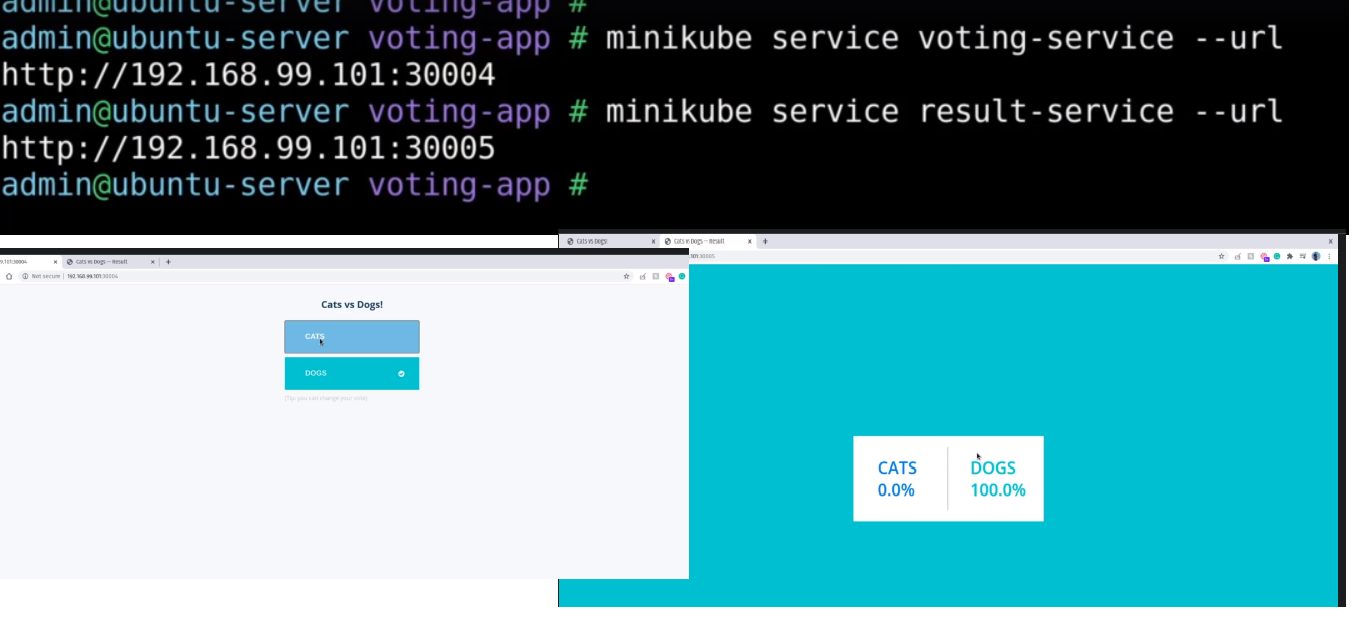 admin@ubuntu-server voting-app #
admin@ubuntu-server voting-app # minikube service voting-service --url
http://192.168.99.101:30004
admin@ubuntu-server voting-app # minikube service result-service --url
http://192.168.99.101:30005
admin@ubuntu-server voting-app #
Cats vs Dogs! x Cats vs Dogs -- Result x +
9.101:30004 x Cats vs Dogs -- Result x +
Not secure | 192.168.99.101:30004
101:30005
Cats vs Dogs!
CATS
DOGS
(Tip: you can change your vote)
CATS DOGS
0.0% 100.0%